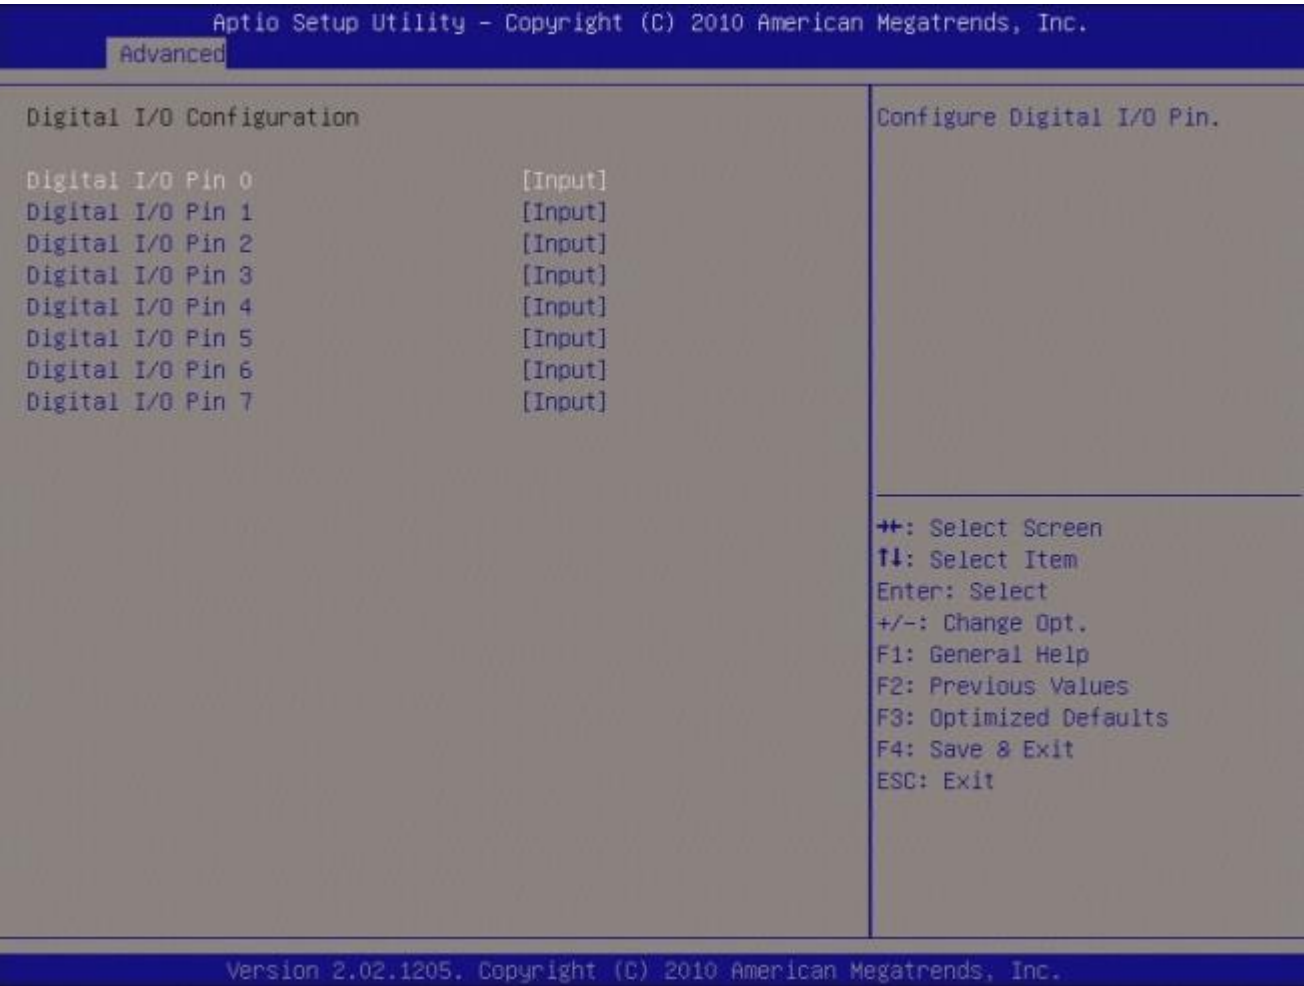 Aptio Setup Utility – Copyright (C) 2010 American Megatrends, Inc.
Advanced
Digital I/O Configuration
Digital I/O Pin 0 [Input]
Digital I/O Pin 1 [Input]
Digital I/O Pin 2 [Input]
Digital I/O Pin 3 [Input]
Digital I/O Pin 4 [Input]
Digital I/O Pin 5 [Input]
Digital I/O Pin 6 [Input]
Digital I/O Pin 7 [Input]
Configure Digital I/O Pin.
→←: Select Screen
↑↓: Select Item
Enter: Select
+/-: Change Opt.
F1: General Help
F2: Previous Values
F3: Optimized Defaults
F4: Save & Exit
ESC: Exit
Version 2.02.1205. Copyright (C) 2010 American Megatrends, Inc.